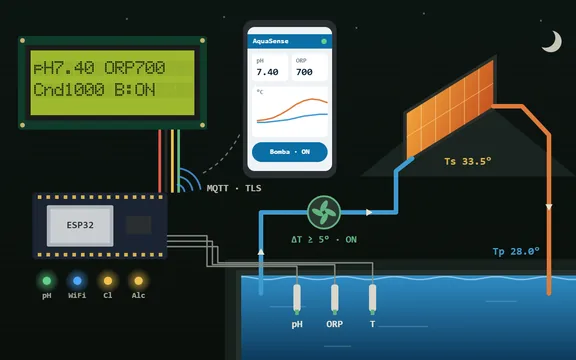 pH7.40 ORP700
Cnd1000 B:ON
AquaSense
pH
7.40
ORP
700
°C
Bomba · ON
MQTT · TLS
ESP32
pH
WiFi
Cl
Alc
Ts 33.5°
ΔT ≥ 5° · ON
Tp 28.0°
pH
ORP
T